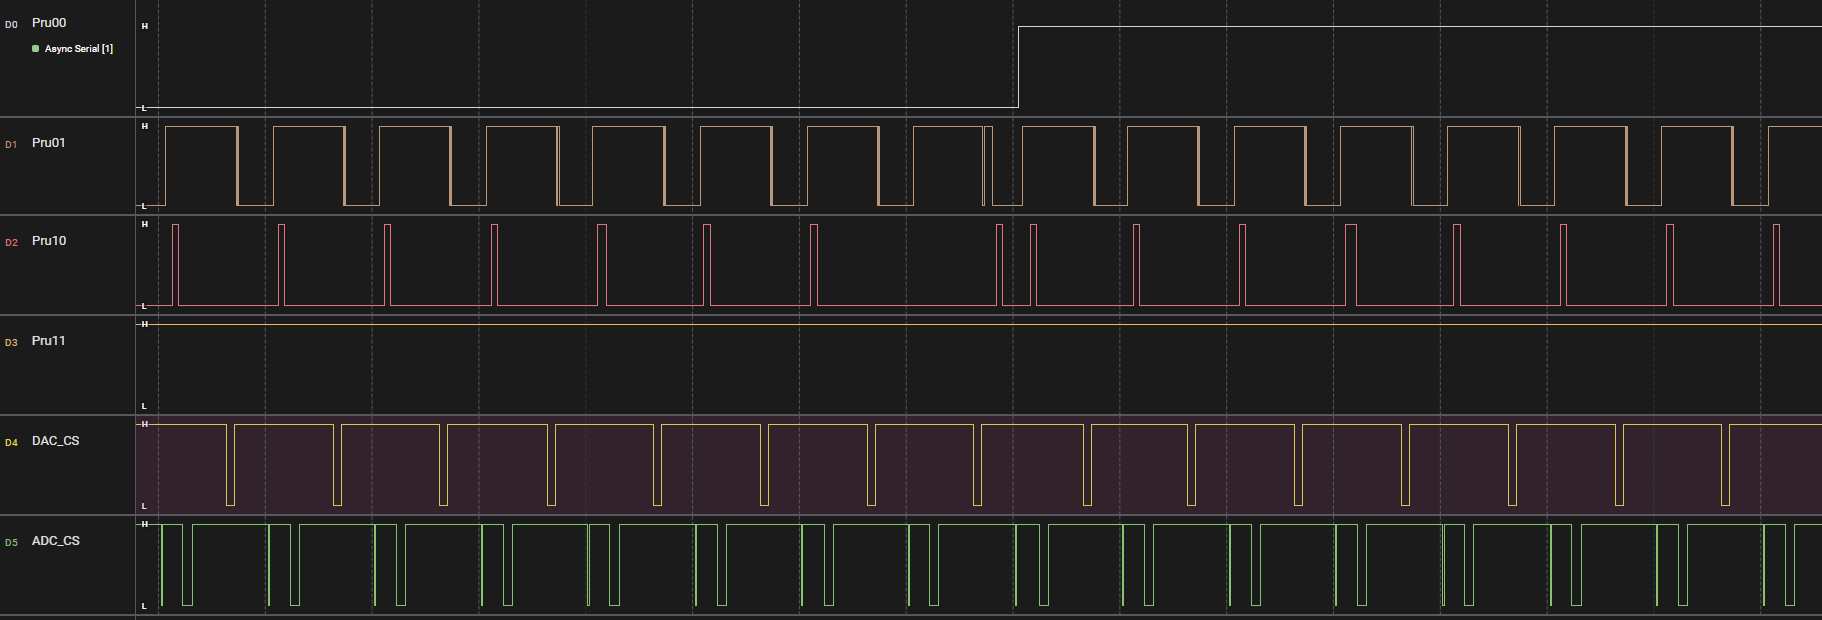 D0 Pru00 H
Async Serial [1]
L
H
D1 Pru01
L
H
D2 Pru10
L
H
D3 Pru11
L
H
D4 DAC_CS
L
H
D5 ADC_CS
L